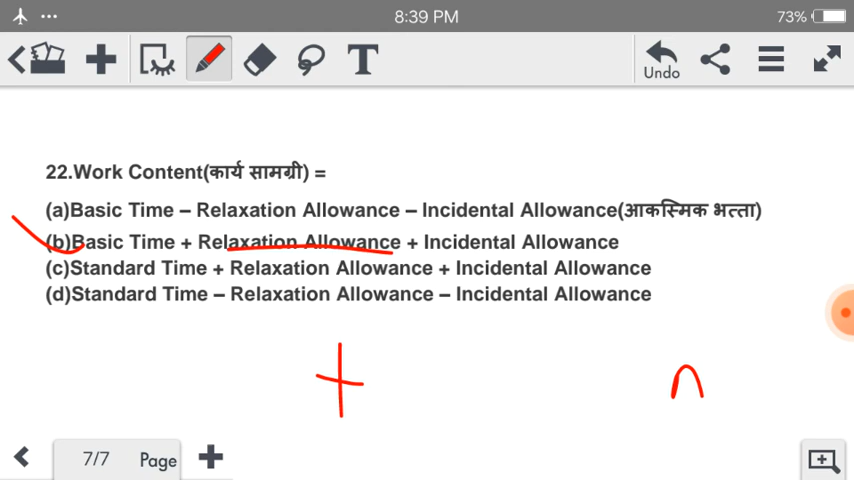 8:39 PM
73%
T
Undo
22.Work Content(कार्य सामग्री) =
(a)Basic Time – Relaxation Allowance – Incidental Allowance(आकस्मिक भत्ता)
(b)Basic Time + Relaxation Allowance + Incidental Allowance
(c)Standard Time + Relaxation Allowance + Incidental Allowance
(d)Standard Time – Relaxation Allowance – Incidental Allowance
7/7 Page